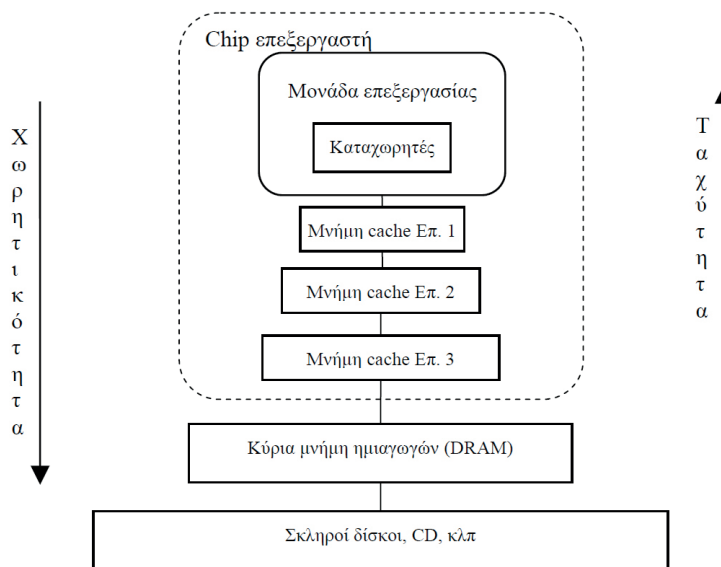 Chip επεξεργαστή
Μονάδα επεξεργασίας
Καταχωρητές
Μνήμη cache Επ. 1
Μνήμη cache Επ. 2
Μνήμη cache Επ. 3
Κύρια μνήμη ημιαγωγών (DRAM)
Σκληροί δίσκοι, CD, κλπ
Χωρητικότητα
Ταχύτητα